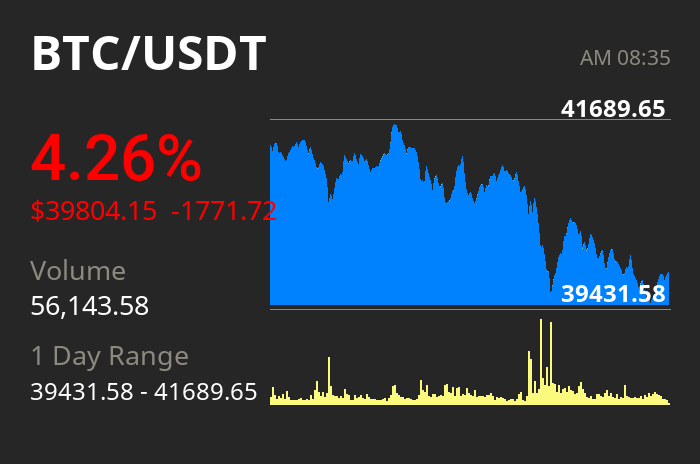 BTC/USDT
AM 08:35
41689.65
4.26%
$39804.15 -1771.72
Volume
56,143.58
39431.58
1 Day Range
39431.58 - 41689.65